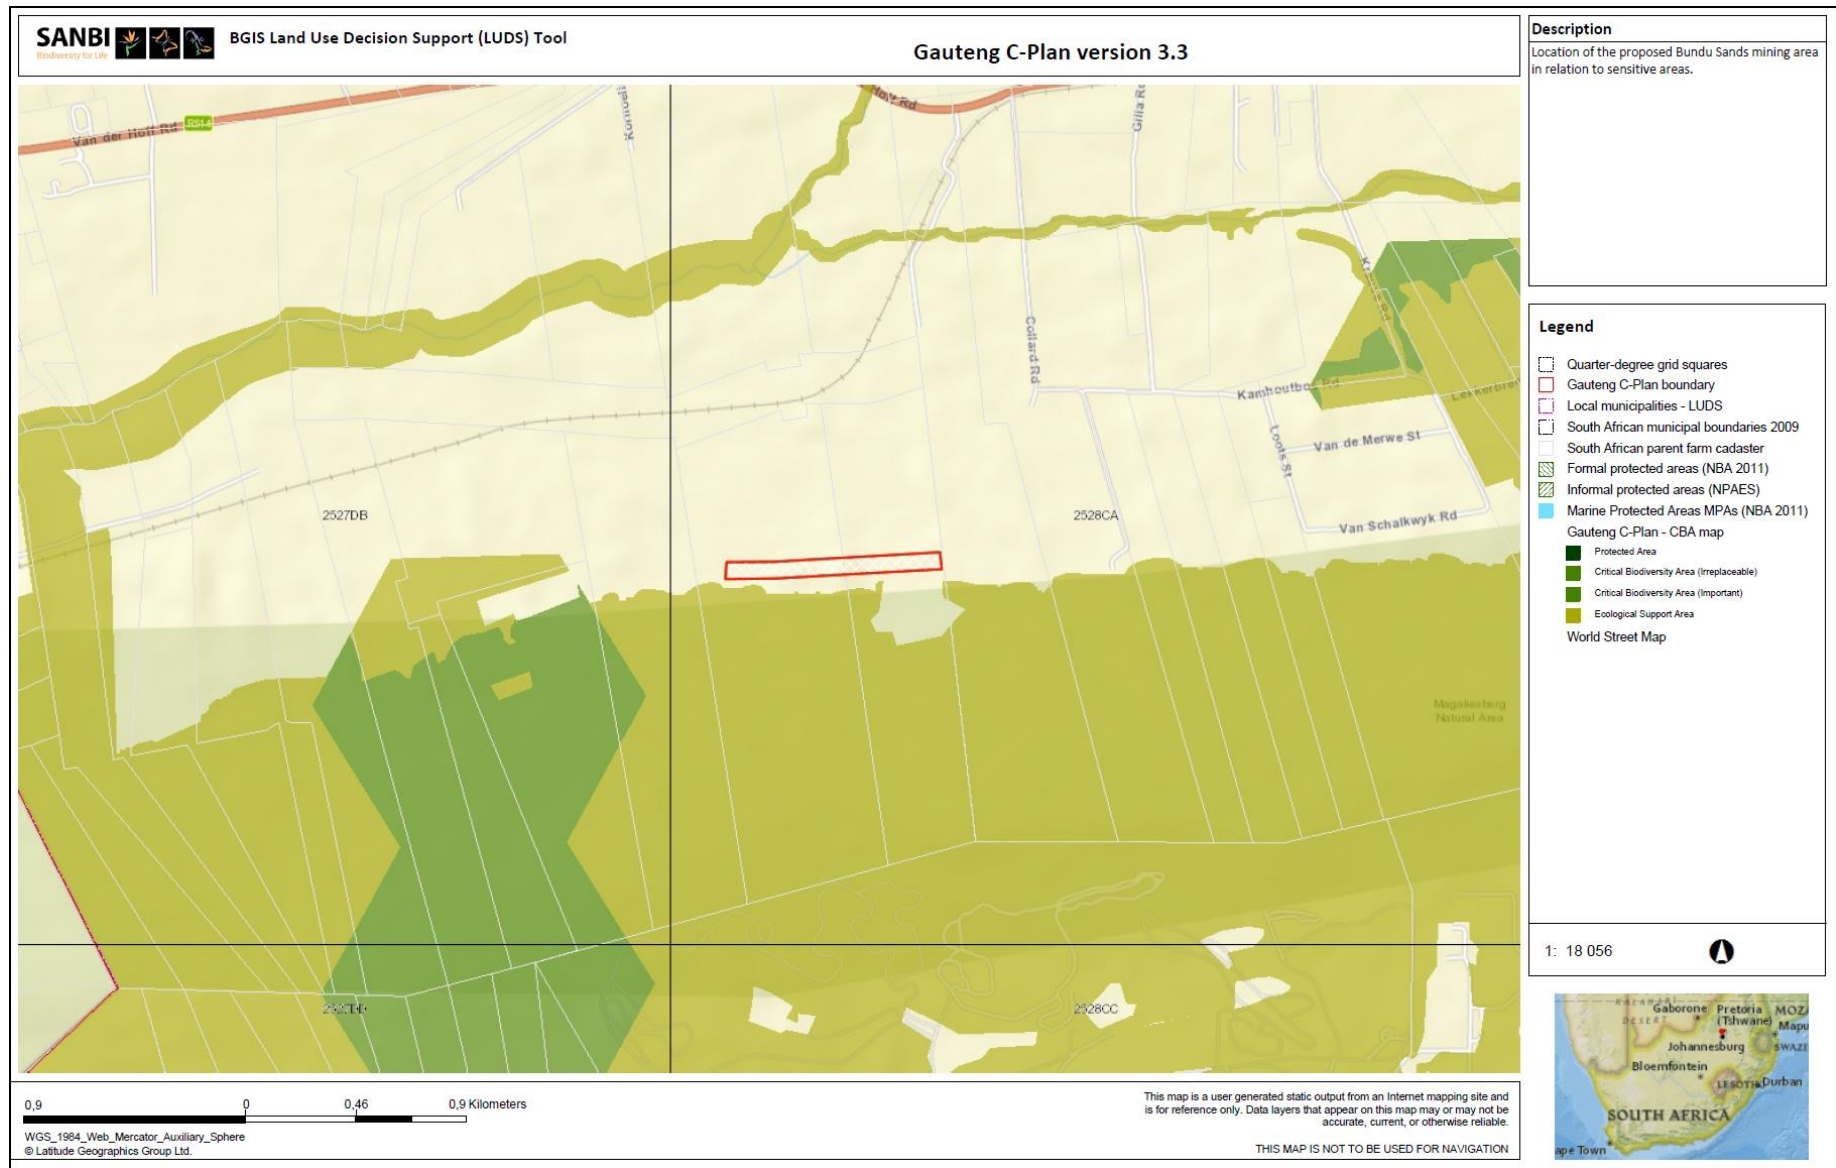 SANBI
Biodiversity for Life
BGIS Land Use Decision Support (LUDS) Tool
Gauteng C-Plan version 3.3
Description
Location of the proposed Bundu Sands mining area
in relation to sensitive areas.
Van der Hoff Rd
R514
Hoff Rd
Gilia Rd
Collard Rd
Kamhoutbos Rd
Loots St
Van de Merwe St
Van Schalkwyk Rd
2527DB
2528CA
Magaliesberg
Natural Area
2528CC
Legend
Quarter-degree grid squares
Gauteng C-Plan boundary
Local municipalities - LUDS
South African municipal boundaries 2009
South African parent farm cadaster
Formal protected areas (NBA 2011)
Informal protected areas (NPAES)
Marine Protected Areas MPAs (NBA 2011)
Gauteng C-Plan - CBA map
Protected Area
Critical Biodiversity Area (Irreplaceable)
Critical Biodiversity Area (Important)
Ecological Support Area
World Street Map
1: 18 056
KALAHARI
DESERT
Gaborone
Pretoria
(Tshwane)
MOZA
Mapu
Johannesburg
SWAZI
Bloemfontein
LESOTHO
Durban
SOUTH AFRICA
ape Town
0,9 0 0,46 0,9 Kilometers
WGS_1984_Web_Mercator_Auxiliary_Sphere
© Latitude Geographics Group Ltd.
This map is a user generated static output from an Internet mapping site and
is for reference only. Data layers that appear on this map may or may not be
accurate, current, or otherwise reliable.
THIS MAP IS NOT TO BE USED FOR NAVIGATION